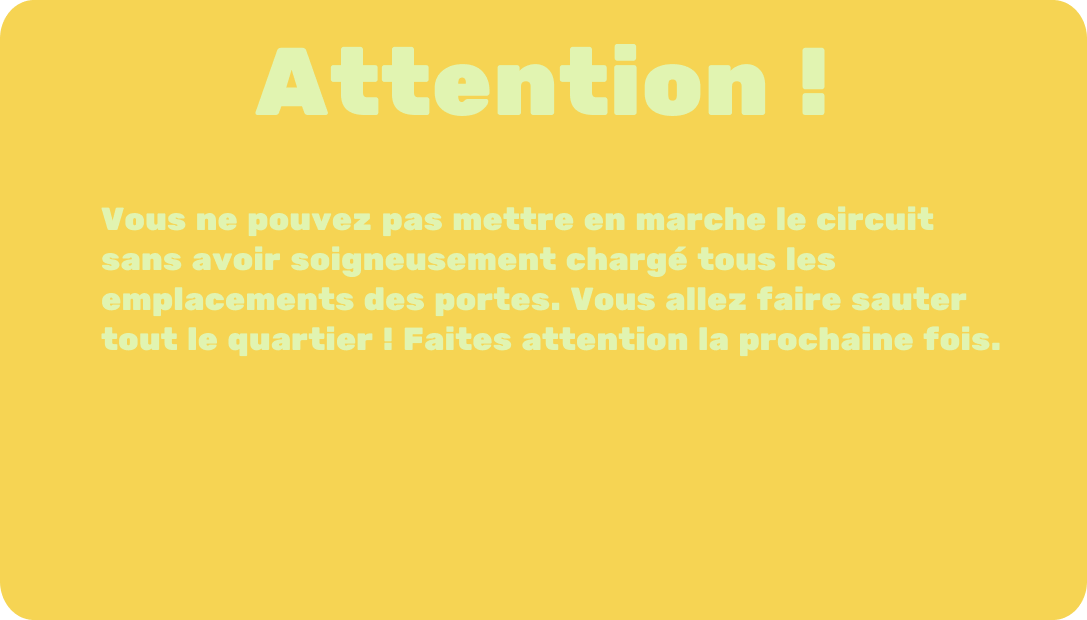 Attention !
Vous ne pouvez pas mettre en marche le circuit
sans avoir soigneusement chargé tous les
emplacements des portes. Vous allez faire sauter
tout le quartier ! Faites attention la prochaine fois.